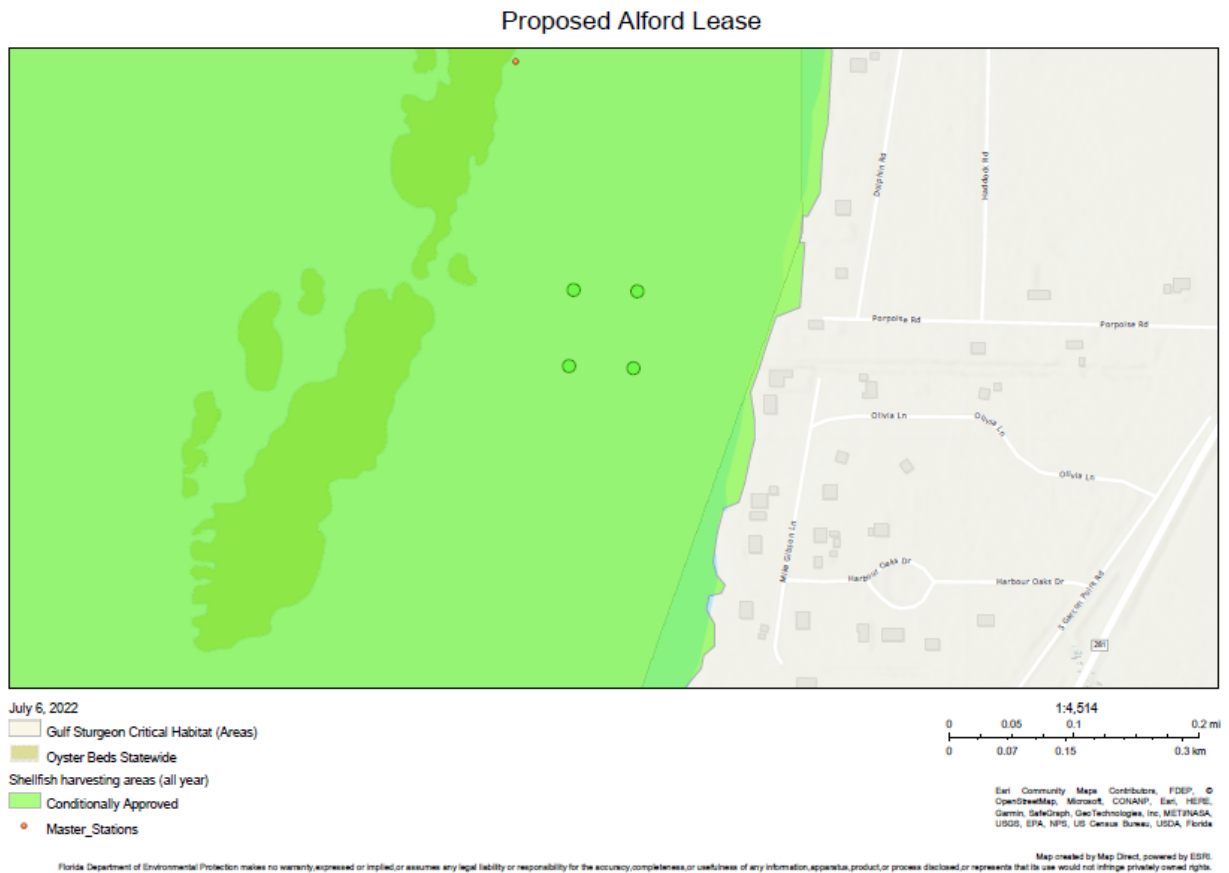 Proposed Alford Lease
Dolphin Rd
Haddock Rd
Porpoise Rd
Porpoise Rd
Olivia Ln
Olivia Ln
Olivia Ln
Mike Gibson Ln
Harbour Oaks Dr
Harbour Oaks Dr
S Garcon Point Rd
281
July 6, 2022
Gulf Sturgeon Critical Habitat (Areas)
Oyster Beds Statewide
Shellfish harvesting areas (all year)
Conditionally Approved
Master_Stations
1:4,514
0 0.05 0.1 0.2 mi
0 0.07 0.15 0.3 km
Esri Community Maps Contributors, FDEP, ©
OpenStreetMap, Microsoft, CONANP, Esri, HERE,
Garmin, SafeGraph, GeoTechnologies, Inc, METI/NASA,
USGS, EPA, NPS, US Census Bureau, USDA, Florida
Map created by Map Direct, powered by ESRI.
Florida Department of Environmental Protection makes no warranty,expressed or implied,or assumes any legal liability or responsibility for the accuracy,completeness,or usefulness of any information,apparatus,product,or process disclosed,or represents that its use would not infringe privately owned rights.